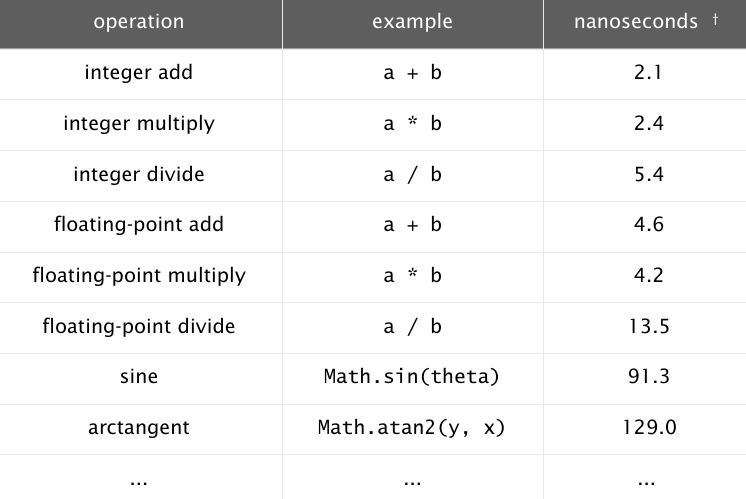 operation example nanoseconds †
integer add a + b 2.1
integer multiply a * b 2.4
integer divide a / b 5.4
floating-point add a + b 4.6
floating-point multiply a * b 4.2
floating-point divide a / b 13.5
sine Math.sin(theta) 91.3
arctangent Math.atan2(y, x) 129.0
... ... ...